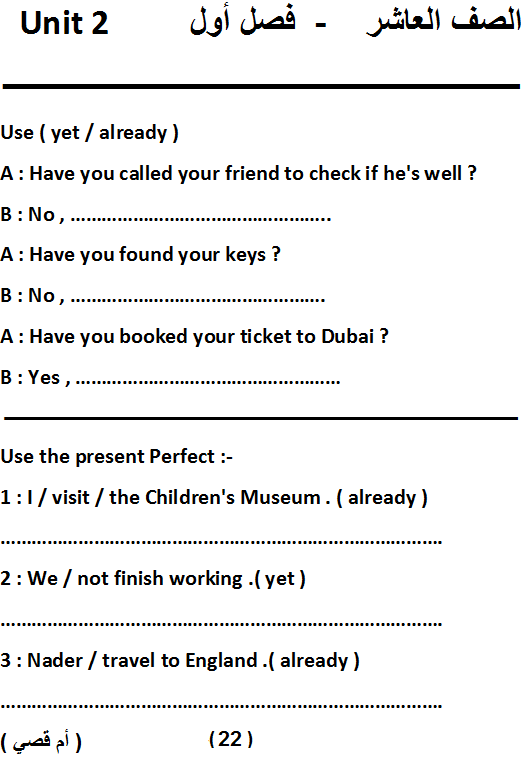 Unit 2 الصف العاشر - فصل أول
Use ( yet / already )
A : Have you called your friend to check if he's well ?
B : No , .....................................................
A : Have you found your keys ?
B : No , ....................................................
A : Have you booked your ticket to Dubai ?
B : Yes , ......................................................
Use the present Perfect :-
1 : I / visit / the Children's Museum . ( already )
..........................................................................................
2 : We / not finish working .( yet )
..........................................................................................
3 : Nader / travel to England .( already )
..........................................................................................
( أم قصي ) ( 22 )